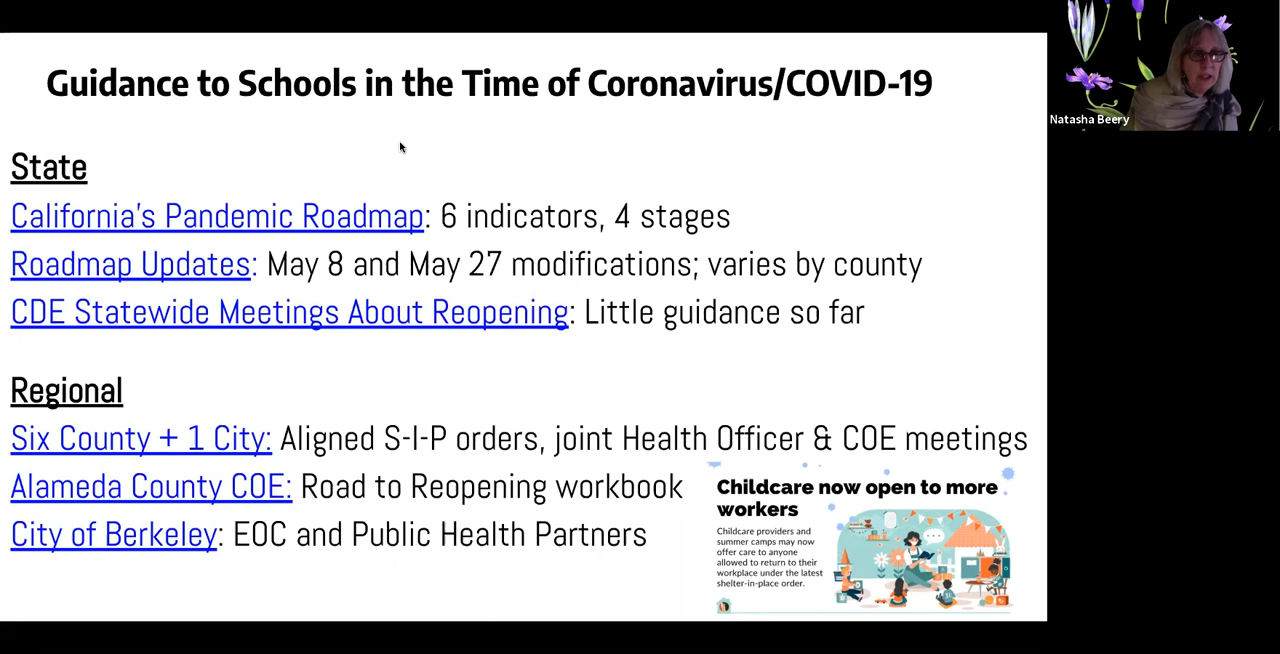 Guidance to Schools in the Time of Coronavirus/COVID-19
Natasha Beery
State
California's Pandemic Roadmap: 6 indicators, 4 stages
Roadmap Updates: May 8 and May 27 modifications; varies by county
CDE Statewide Meetings About Reopening: Little guidance so far
Regional
Six County + 1 City: Aligned S-I-P orders, joint Health Officer & COE meetings
Alameda County COE: Road to Reopening workbook
City of Berkeley: EOC and Public Health Partners
Childcare now open to more
workers
Childcare providers and
summer camps may now
offer care to anyone
allowed to return to their
workplace under the latest
shelter-in-place order.